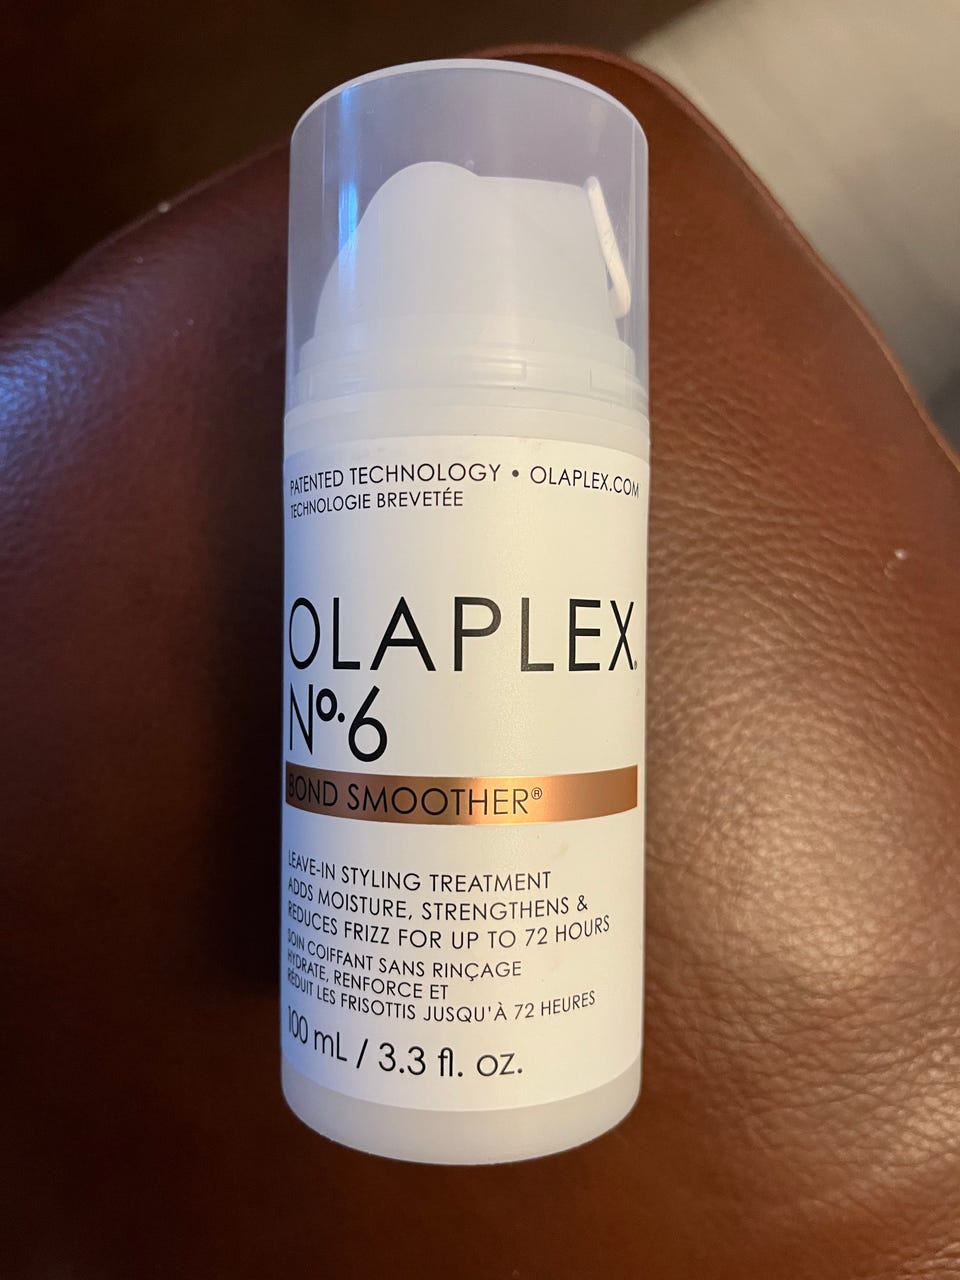 PATENTED TECHNOLOGY • OLAPLEX.COM
TECHNOLOGIE BREVETÉE
OLAPLEX®
Nº.6
BOND SMOOTHER®
LEAVE-IN STYLING TREATMENT
ADDS MOISTURE, STRENGTHENS &
REDUCES FRIZZ FOR UP TO 72 HOURS
SOIN COIFFANT SANS RINÇAGE
HYDRATE, RENFORCE ET
RÉDUIT LES FRISOTTIS JUSQU'À 72 HEURES
100 mL / 3.3 fl. oz.